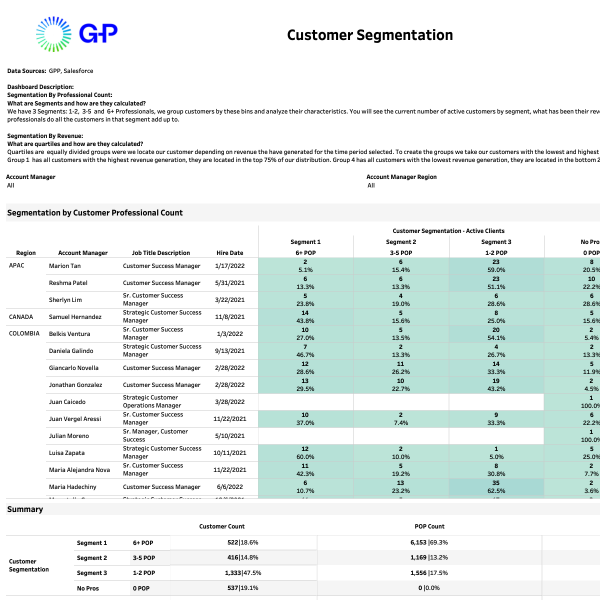 G-P
Customer Segmentation
Data Sources: GPP, Salesforce
Dashboard Description:
Segmentation By Professional Count:
What are Segments and how are they calculated?
We have 3 Segments: 1-2, 3-5 and 6+ Professionals, we group customers by these bins and analyze their characteristics. You will see the current number of active customers by segment, what has been their
professionals do all the customers in that segment add up to.
Segmentation By Revenue:
What are quartiles and how are they calculated?
Quartiles are equally divided groups were we locate our customer depending on revenue the have generated for the time period selected. To create the groups we take our customers with the lowest and highest
Group 1 has all customers with the highest revenue generation, they are located in the top 75% of our distribution. Group 4 has all customers with the lowest revenue generation, they are located in the bottom
Account Manager Account Manager Region
All All
Segmentation by Customer Professional Count
Customer Segmentation - Active Clients
Segment 1 Segment 2 Segment 3 No Pro
Region Account Manager Job Title Description Hire Date 6+ POP 3-5 POP 1-2 POP 0 POP
APAC Marion Tan Customer Success Manager 1/17/2022 2 6 23 8
5.1% 15.4% 59.0% 20.5%
Reshma Patel Customer Success Manager 5/31/2021 6 6 23 10
13.3% 13.3% 51.1% 22.2%
Sherlyn Lim Sr. Customer Success Manager 3/22/2021 5 4 6 6
23.8% 19.0% 28.6% 28.6%
CANADA Samuel Hernandez Strategic Customer Success Manager 11/8/2021 14 5 8 5
43.8% 15.6% 25.0% 15.6%
COLOMBIA Belkis Ventura Sr. Customer Success Manager 1/3/2022 10 5 20 2
27.0% 13.5% 54.1% 5.4%
Daniela Galindo Strategic Customer Success Manager 9/13/2021 7 2 4 2
46.7% 13.3% 26.7% 13.3%
Giancarlo Novella Customer Success Manager 2/28/2022 12 11 14 5
28.6% 26.2% 33.3% 11.9%
Jonathan Gonzalez Customer Success Manager 2/28/2022 13 10 19 2
29.5% 22.7% 43.2% 4.5%
Juan Caicedo Strategic Customer Operations Manager 3/28/2022 1
100.0%
Juan Vergel Aressi Sr. Customer Success Manager 11/22/2021 10 2 9 6
37.0% 7.4% 33.3% 22.2%
Julian Moreno Sr. Manager, Customer Success 5/10/2021 1
100.0%
Luisa Zapata Strategic Customer Success Manager 10/11/2021 12 2 1 5
60.0% 10.0% 5.0% 25.0%
Maria Alejandra Nova Sr. Customer Success Manager 11/22/2021 11 5 8 2
42.3% 19.2% 30.8% 7.7%
Maria Hadechiny Customer Success Manager 6/6/2022 6 13 35 2
10.7% 23.2% 62.5% 3.6%
Summary
Customer Count POP Count
Customer Segmentation Segment 1 6+ POP 522|18.6% 6,153|69.3%
Segment 2 3-5 POP 416|14.8% 1,169|13.2%
Segment 3 1-2 POP 1,333|47.5% 1,556|17.5%
No Pros 0 POP 537|19.1% 0|0.0%